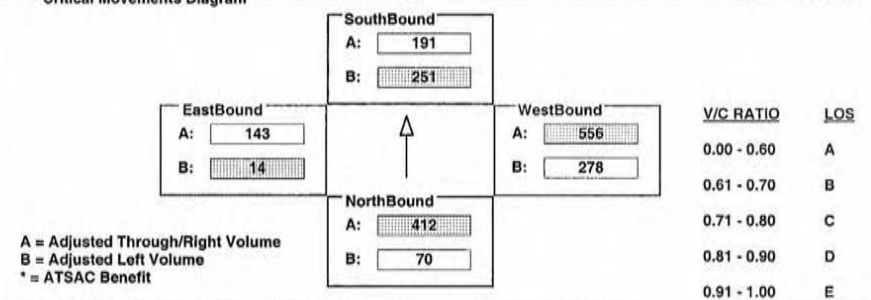 Critical Movements Diagram
SouthBound
A: 191
B: 251
EastBound
A: 143
B: 14
WestBound
A: 556
B: 278
NorthBound
A: 412
B: 70
A = Adjusted Through/Right Volume
B = Adjusted Left Volume
* = ATSAC Benefit
V/C RATIO LOS
0.00 - 0.60 A
0.61 - 0.70 B
0.71 - 0.80 C
0.81 - 0.90 D
0.91 - 1.00 E